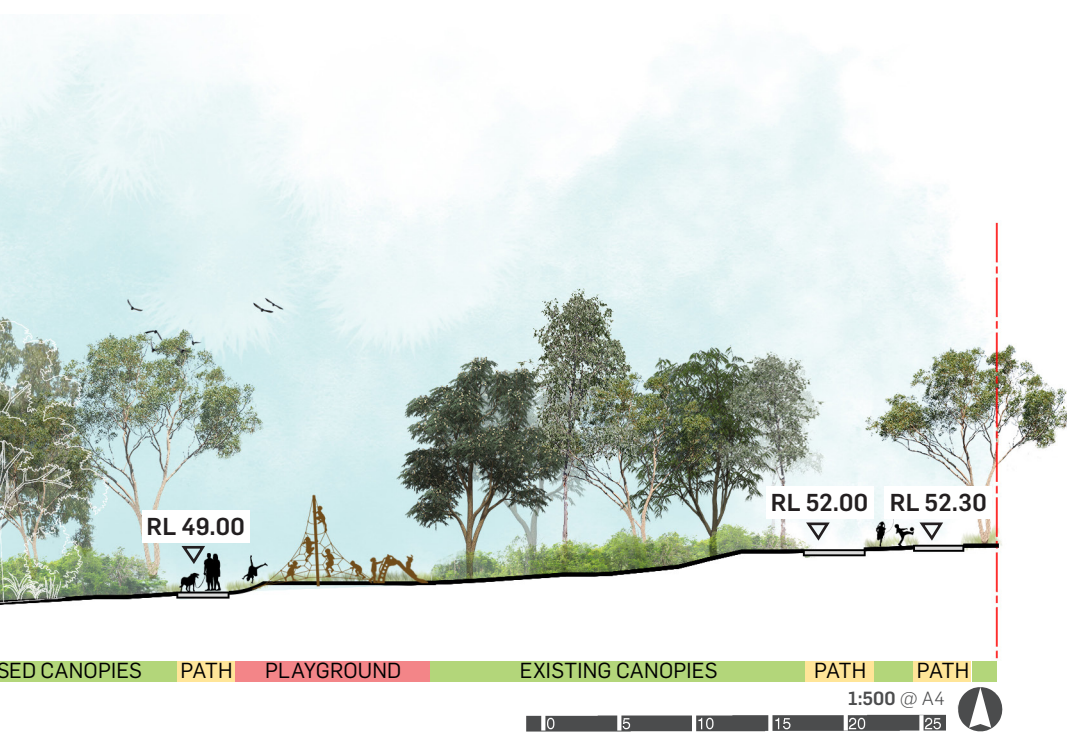 RL 49.00
RL 52.00 RL 52.30
SED CANOPIES PATH PLAYGROUND EXISTING CANOPIES PATH PATH
1:500 @ A4
0 5 10 15 20 25